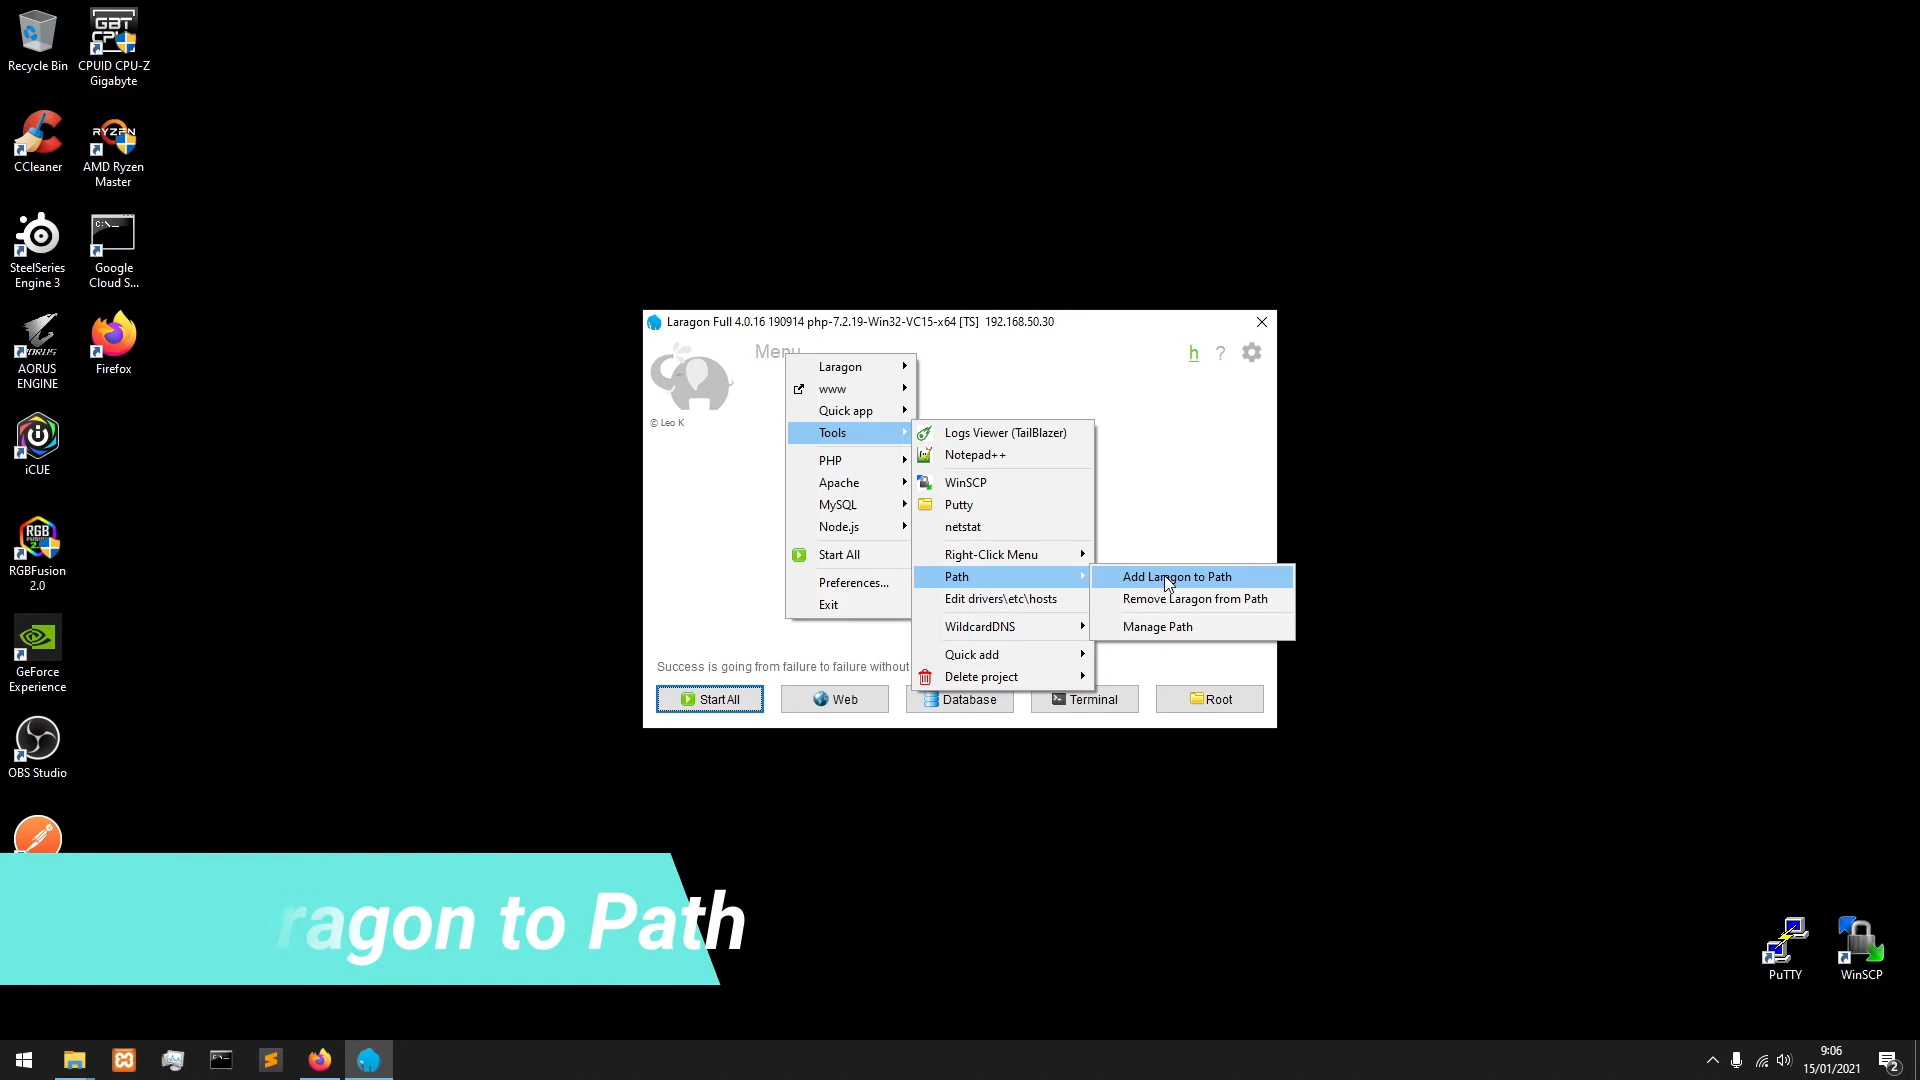 Recycle Bin
CPUID CPU-Z
Gigabyte
CCleaner
AMD Ryzen
Master
SteelSeries
Engine 3
Google
Cloud S...
AORUS
ENGINE
Firefox
iCUE
RGBFusion
2.0
GeForce
Experience
OBS Studio
Laragon Full 4.0.16 190914 php-7.2.19-Win32-VC15-x64 [TS] 192.168.50.30
Menu
h ?
© Leo K
Laragon
www
Quick app
Tools
PHP
Apache
MySQL
Node.js
Start All
Preferences...
Exit
Logs Viewer (TailBlazer)
Notepad++
WinSCP
Putty
netstat
Right-Click Menu
Path
Edit drivers\etc\hosts
WildcardDNS
Quick add
Delete project
Add Laragon to Path
Remove Laragon from Path
Manage Path
Success is going from failure to failure without
Start All
Web
Database
Terminal
Root
ragon to Path
PuTTY
WinSCP
9:06
15/01/2021
2